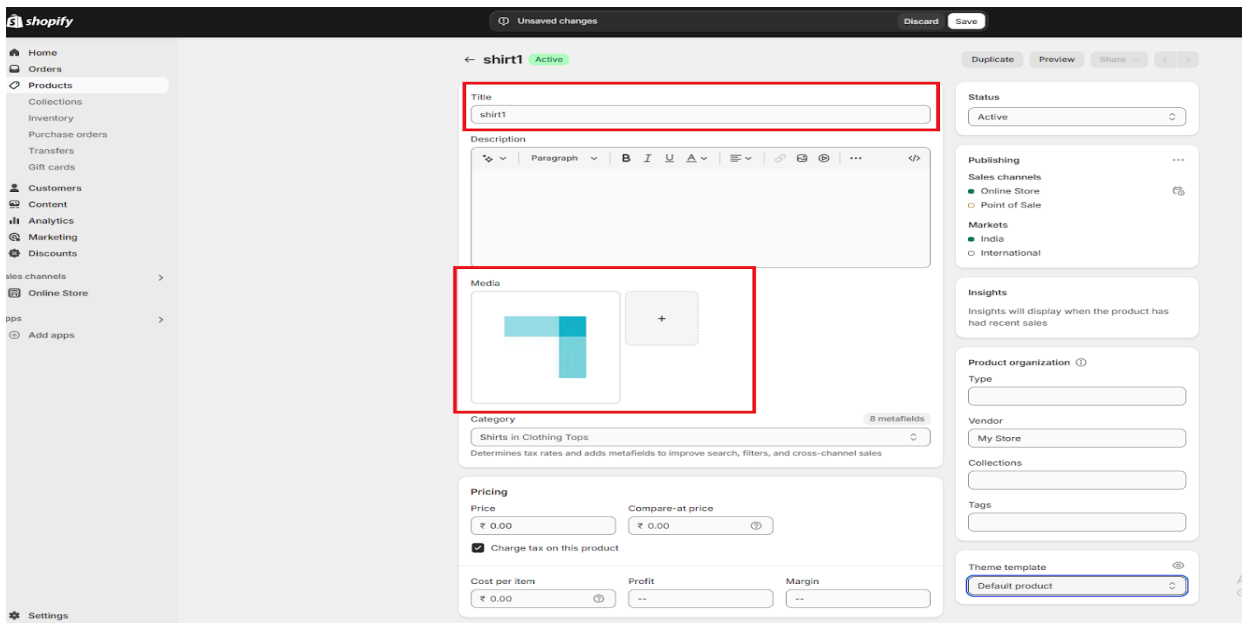 shopify
Unsaved changes
Discard
Save
Home
Orders
Products
Collections
Inventory
Purchase orders
Transfers
Gift cards
Customers
Content
Analytics
Marketing
Discounts
ales channels
Online Store
pps
Add apps
Settings
shirt1 Active
Duplicate
Preview
Share
Title
shirt1
Description
Paragraph
B I U A
</>
Media
+
Category
8 metafields
Shirts in Clothing Tops
Determines tax rates and adds metafields to improve search, filters, and cross-channel sales
Pricing
Price
Compare-at price
₹ 0.00
₹ 0.00
Charge tax on this product
Cost per item
Profit
Margin
₹ 0.00
--
--
Status
Active
Publishing
Sales channels
Online Store
Point of Sale
Markets
India
International
Insights
Insights will display when the product has
had recent sales
Product organization
Type
Vendor
My Store
Collections
Tags
Theme template
Default product